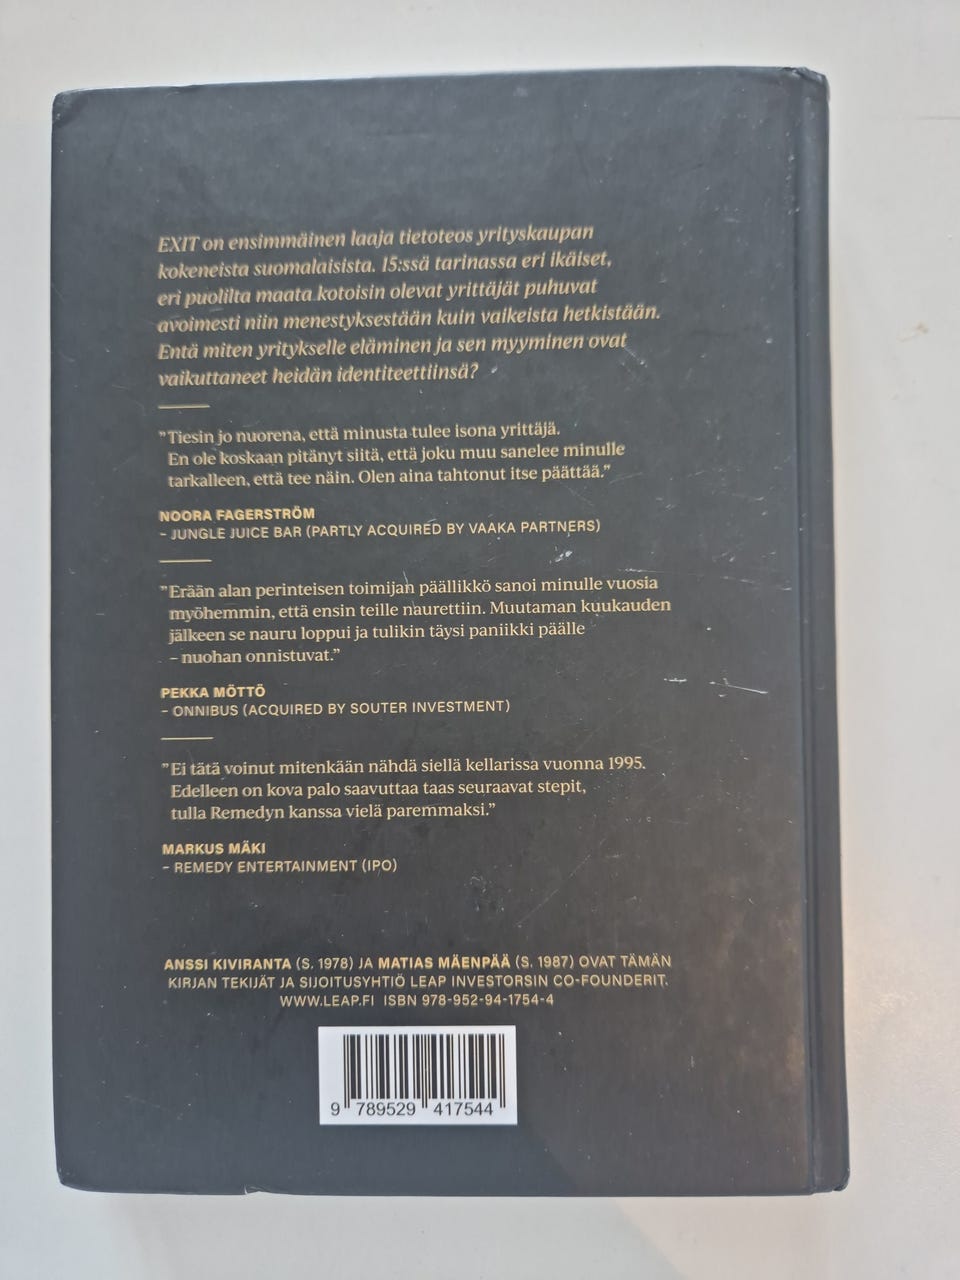 EXIT on ensimmäinen laaja tietoteos yrityskaupan
kokeneista suomalaisista. 15:ssä tarinassa eri ikäiset,
eri puolilta maata kotoisin olevat yrittäjät puhuvat
avoimesti niin menestyksestään kuin vaikeista hetkistään.
Entä miten yritykselle eläminen ja sen myyminen ovat
vaikuttaneet heidän identiteettiinsä?
”Tiesin jo nuorena, että minusta tulee isona yrittäjä.
En ole koskaan pitänyt siitä, että joku muu sanelee minulle
tarkalleen, että tee näin. Olen aina tahtonut itse päättää.”
NOORA FAGERSTRÖM
– JUNGLE JUICE BAR (PARTLY ACQUIRED BY VAAKA PARTNERS)
”Erään alan perinteisen toimijan päällikkö sanoi minulle vuosia
myöhemmin, että ensin teille naurettiin. Muutaman kuukauden
jälkeen se nauru loppui ja tulikin täysi paniikki päälle
– nuohan onnistuvat.”
PEKKA MÖTTÖ
– ONNIBUS (ACQUIRED BY SOUTER INVESTMENT)
”Ei tätä voinut mitenkään nähdä siellä kellarissa vuonna 1995.
Edelleen on kova palo saavuttaa taas seuraavat stepit,
tulla Remedyn kanssa vielä paremmaksi.”
MARKUS MÄKI
– REMEDY ENTERTAINMENT (IPO)
ANSSI KIVIRANTA (S. 1978) JA MATIAS MÄENPÄÄ (S. 1987) OVAT TÄMÄN
KIRJAN TEKIJÄT JA SIJOITUSYHTIÖ LEAP INVESTORSIN CO-FOUNDERIT.
WWW.LEAP.FI ISBN 978-952-94-1754-4
9 789529 417544